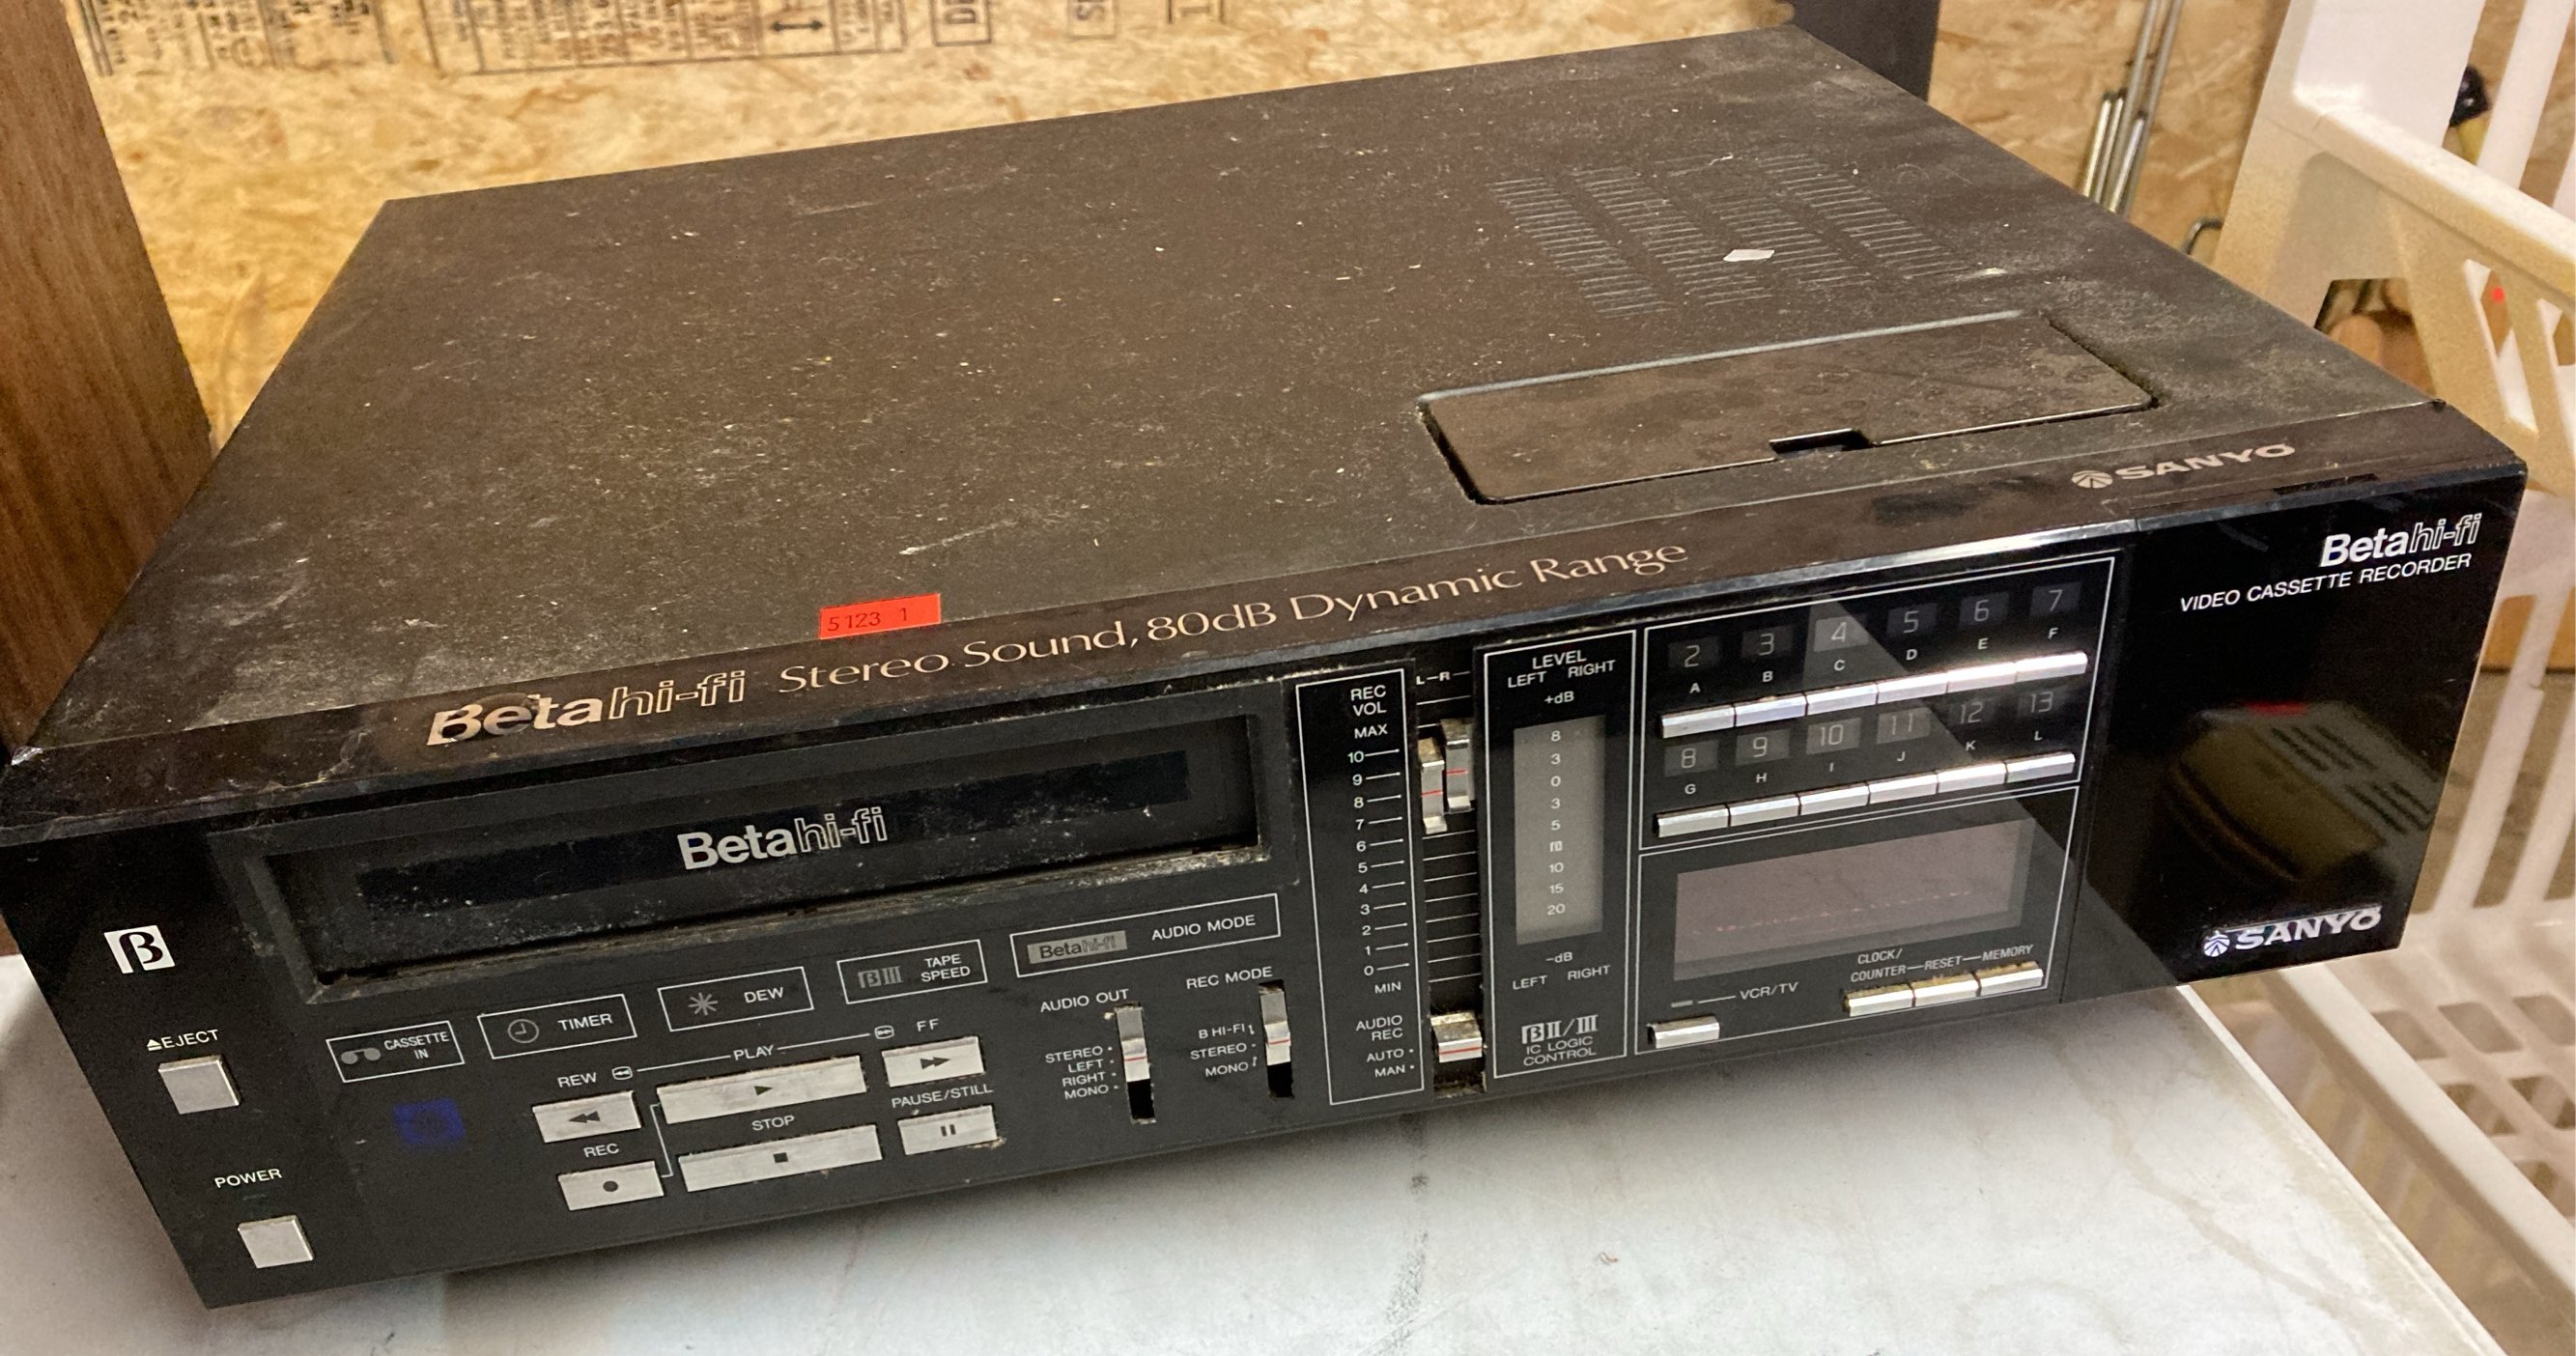 SANYO
5123 1
Betahi-fi Stereo Sound, 80dB Dynamic Range
Betahi-fi
VIDEO CASSETTE RECORDER
SANYO
Betahi-fi
β
EJECT
POWER
CASSETTE
IN
TIMER
DEW
βIII TAPE
SPEED
Betahi-fi AUDIO MODE
REW PLAY FF
REC STOP PAUSE/STILL
AUDIO OUT
STEREO
LEFT
RIGHT
MONO
REC MODE
β HI-FI
STEREO
MONO
REC
VOL
L-R
MAX
10
9
8
7
6
5
4
3
2
1
0
MIN
AUDIO
REC
AUTO
MAN
LEVEL
LEFT RIGHT
+dB
8
3
0
3
5
10
15
20
-dB
LEFT RIGHT
βII/III
IC LOGIC
CONTROL
2 3 4 5 6 7
A B C D E F
8 9 10 11 12 13
G H I J K L
VCR/TV
CLOCK/
COUNTER RESET MEMORY